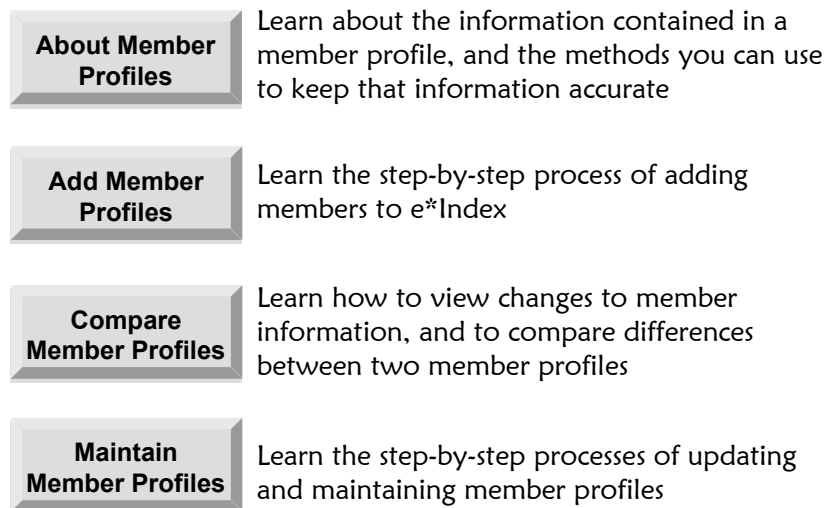 About Member
Profiles
Learn about the information contained in a
member profile, and the methods you can use
to keep that information accurate
Add Member
Profiles
Learn the step-by-step process of adding
members to e*Index
Compare
Member Profiles
Learn how to view changes to member
information, and to compare differences
between two member profiles
Maintain
Member Profiles
Learn the step-by-step processes of updating
and maintaining member profiles